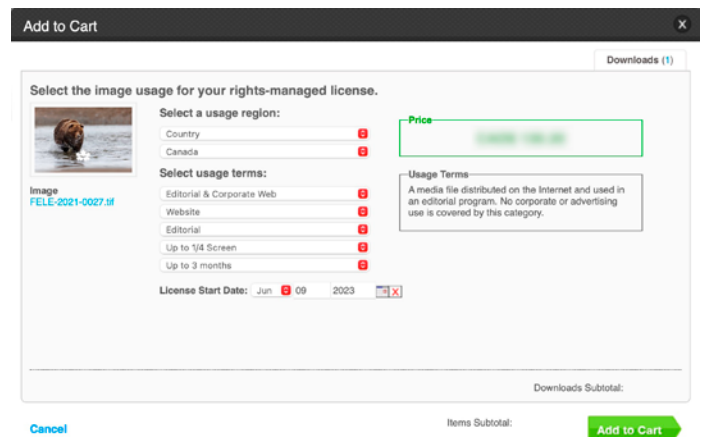 Add to Cart
Downloads (1)
Select the image usage for your rights-managed license.
Select a usage region:
Country
Canada
Select usage terms:
Editorial & Corporate Web
Website
Editorial
Up to 1/4 Screen
Up to 3 months
License Start Date: Jun 09 2023
Image
FELE-2021-0027.tif
Price
Usage Terms
A media file distributed on the Internet and used in
an editorial program. No corporate or advertising
use is covered by this category.
Downloads Subtotal:
Cancel
Items Subtotal:
Add to Cart